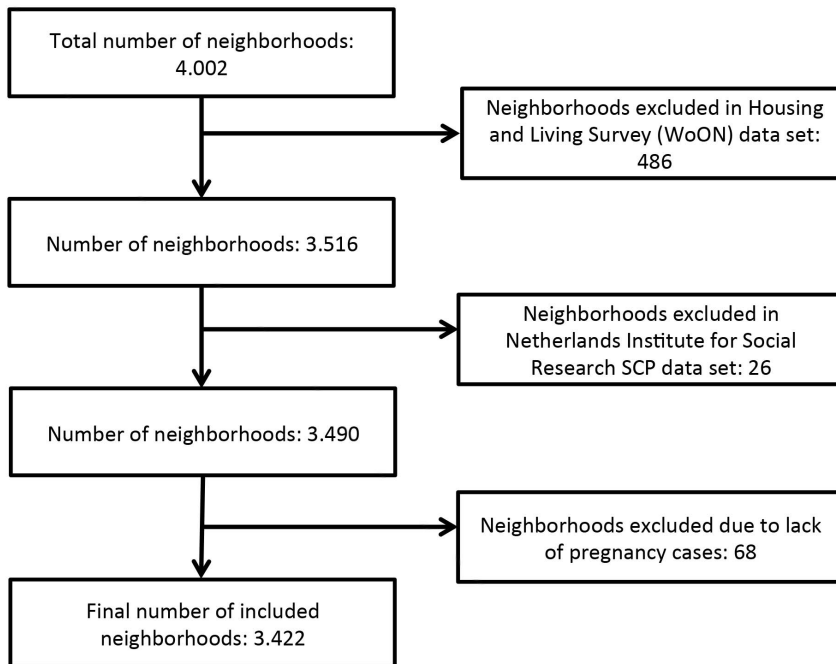 Total number of neighborhoods:
4.002
Neighborhoods excluded in Housing
and Living Survey (WoON) data set:
486
Number of neighborhoods: 3.516
Neighborhoods excluded in
Netherlands Institute for Social
Research SCP data set: 26
Number of neighborhoods: 3.490
Neighborhoods excluded due to lack
of pregnancy cases: 68
Final number of included
neighborhoods: 3.422